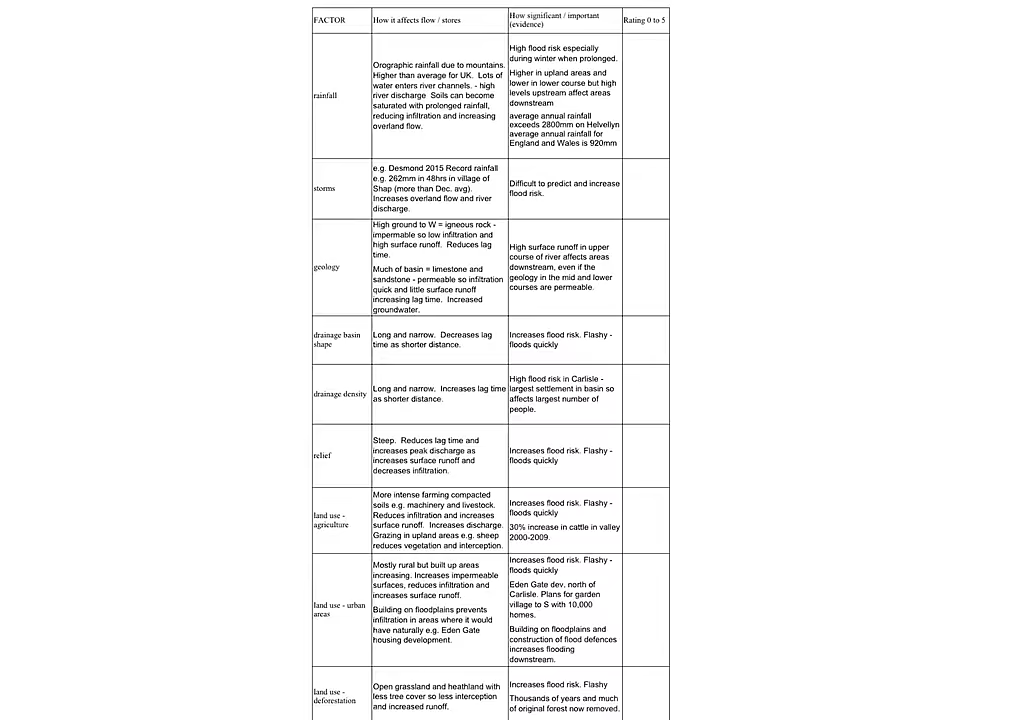 FACTOR
How it affects flow / stores
How significant / important
(evidence)
Rating 0 to 5
rainfall
Orographic rainfall due to mountains.
Higher than average for UK.  Lots of
water enters river channels. - high
river discharge  Soils can become
saturated with prolonged rainfall,
reducing infiltration and increasing
overland flow.
High flood risk especially
during winter when prolonged.
Higher in upland areas and
lower in lower course but high
levels upstream affect areas
downstream
average annual rainfall
exceeds 2800mm on Helvellyn
average annual rainfall for
England and Wales is 920mm
storms
e.g. Desmond 2015 Record rainfall
e.g. 262mm in 48hrs in village of
Shap (more than Dec. avg).
Increases overland flow and river
discharge.
Difficult to predict and increase
flood risk.
geology
High ground to W = igneous rock -
impermable so low infiltration and
high surface runoff.  Reduces lag
time.
Much of basin = limestone and
sandstone - permeable so infiltration
quick and little surface runoff
increasing lag time.  Increased
groundwater.
High surface runoff in upper
course of river affects areas
downstream, even if the
geology in the mid and lower
courses are permeable.
drainage basin
shape
Long and narrow.  Decreases lag
time as shorter distance.
Increases flood risk. Flashy -
floods quickly
drainage density
Long and narrow.  Increases lag time
as shorter distance.
High flood risk in Carlisle -
largest settlement in basin so
affects largest number of
people.
relief
Steep.  Reduces lag time and
increases peak discharge as
increases surface runoff and
decreases infiltration.
Increases flood risk. Flashy -
floods quickly
land use -
agriculture
More intense farming compacted
soils e.g. machinery and livestock.
Reduces infiltration and increases
surface runoff.  Increases discharge.
Grazing in upland areas e.g. sheep
reduces vegetation and interception.
Increases flood risk. Flashy -
floods quickly
30% increase in cattle in valley
2000-2009.
land use - urban
areas
Mostly rural but built up areas
increasing. Increases impermeable
surfaces, reduces infiltration and
increases surface runoff.
Building on floodplains prevents
infiltration in areas where it would
have naturally e.g. Eden Gate
housing development.
Increases flood risk. Flashy -
floods quickly
Eden Gate dev. north of
Carlisle. Plans for garden
village to S with 10,000
homes.
Building on floodplains and
construction of flood defences
increases flooding
downstream.
land use -
deforestation
Open grassland and heathland with
less tree cover so less interception
and increased runoff.
Increases flood risk. Flashy
Thousands of years and much
of original forest now removed.